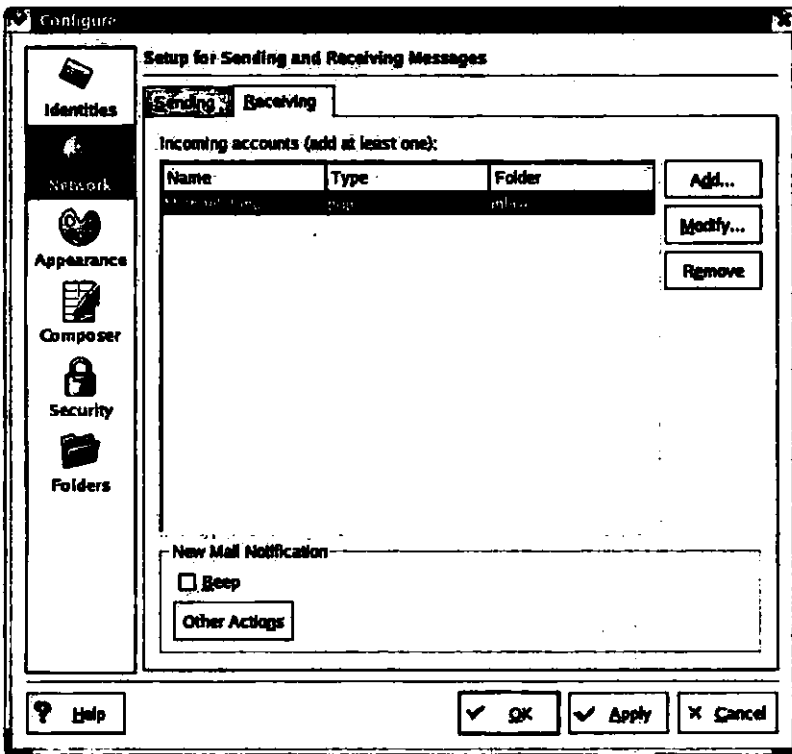 Configure
Setup for Sending and Receiving Messages
Identities
Network
Appearance
Composer
Security
Folders
Sending Receiving
Incoming accounts (add at least one):
Name Type Folder
pop
Add...
Modify...
Remove
New Mail Notification
Beep
Other Actions
Help OK Apply Cancel